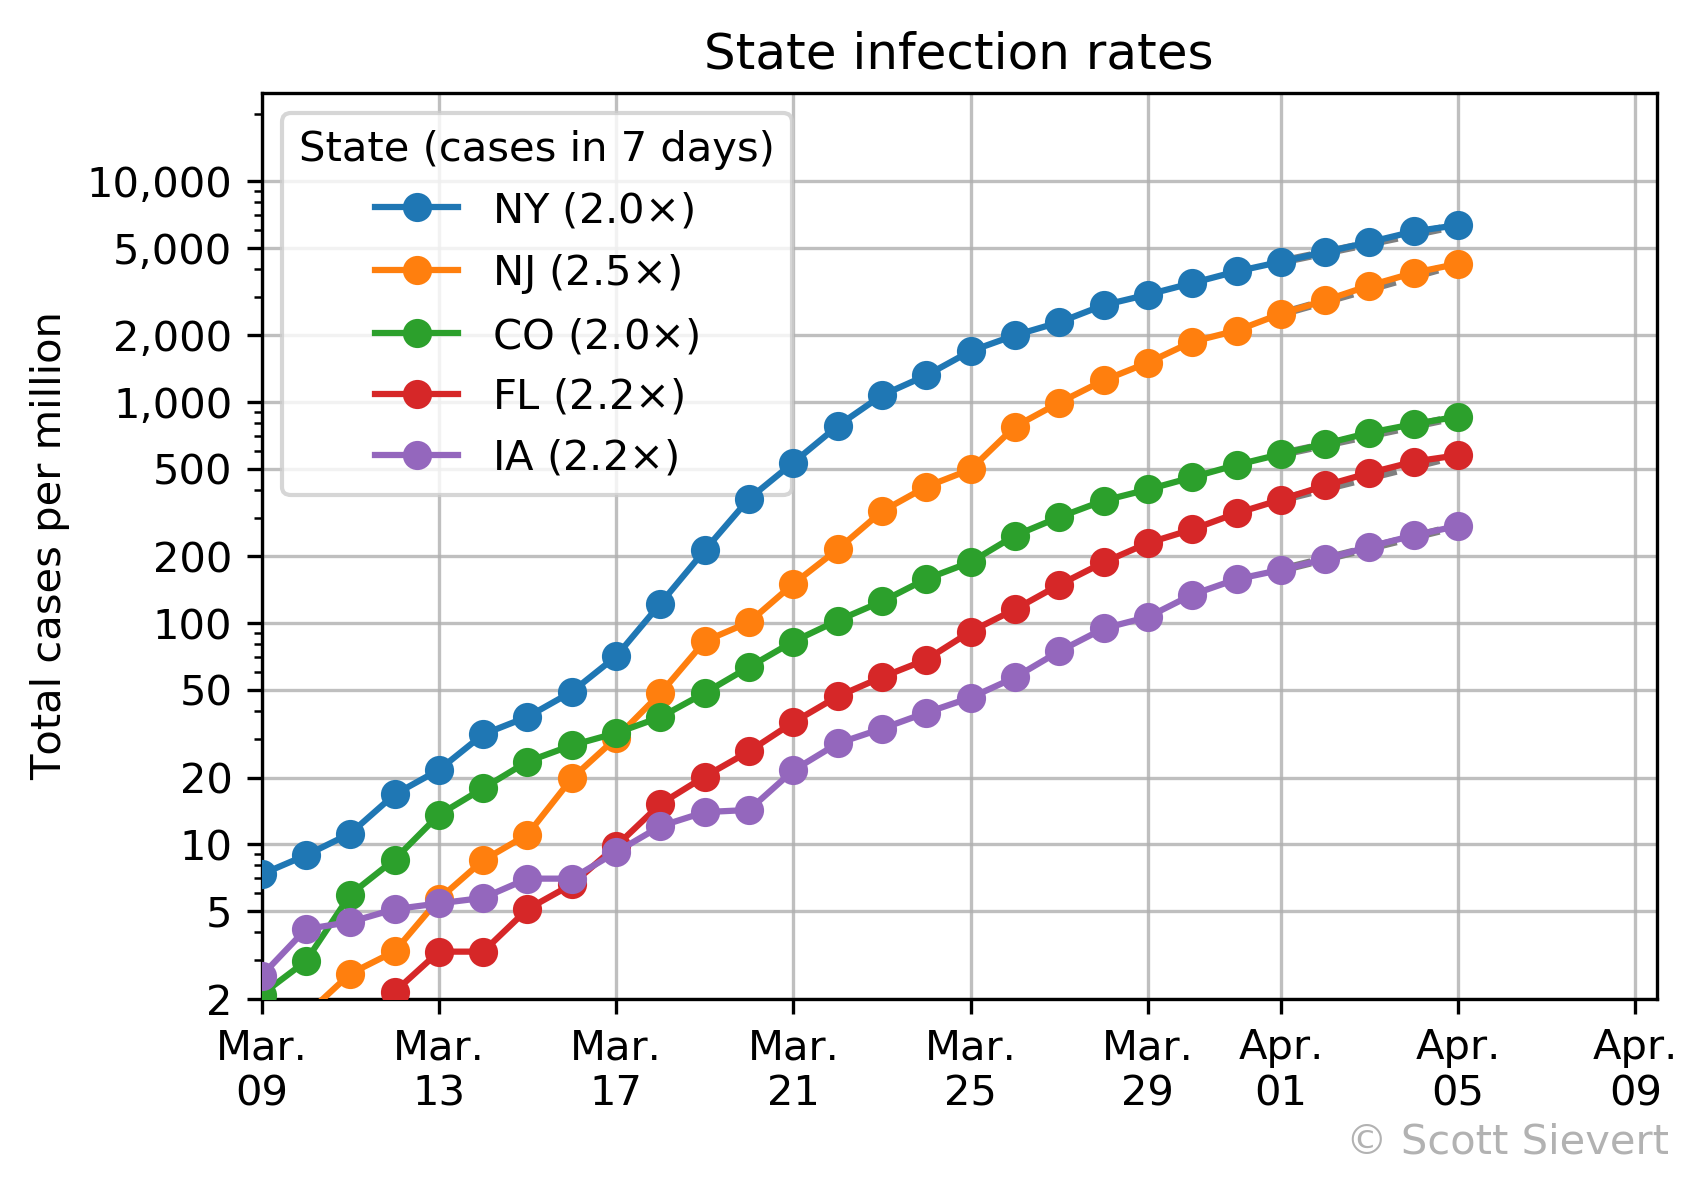 State infection rates
State (cases in 7 days)
NY (2.0×)
NJ (2.5×)
CO (2.0×)
FL (2.2×)
IA (2.2×)
Total cases per million
10,000
5,000
2,000
1,000
500
200
100
50
20
10
5
2
Mar. Mar. Mar. Mar. Mar. Mar. Apr. Apr. Apr.
09 13 17 21 25 29 01 05 09
© Scott Sievert